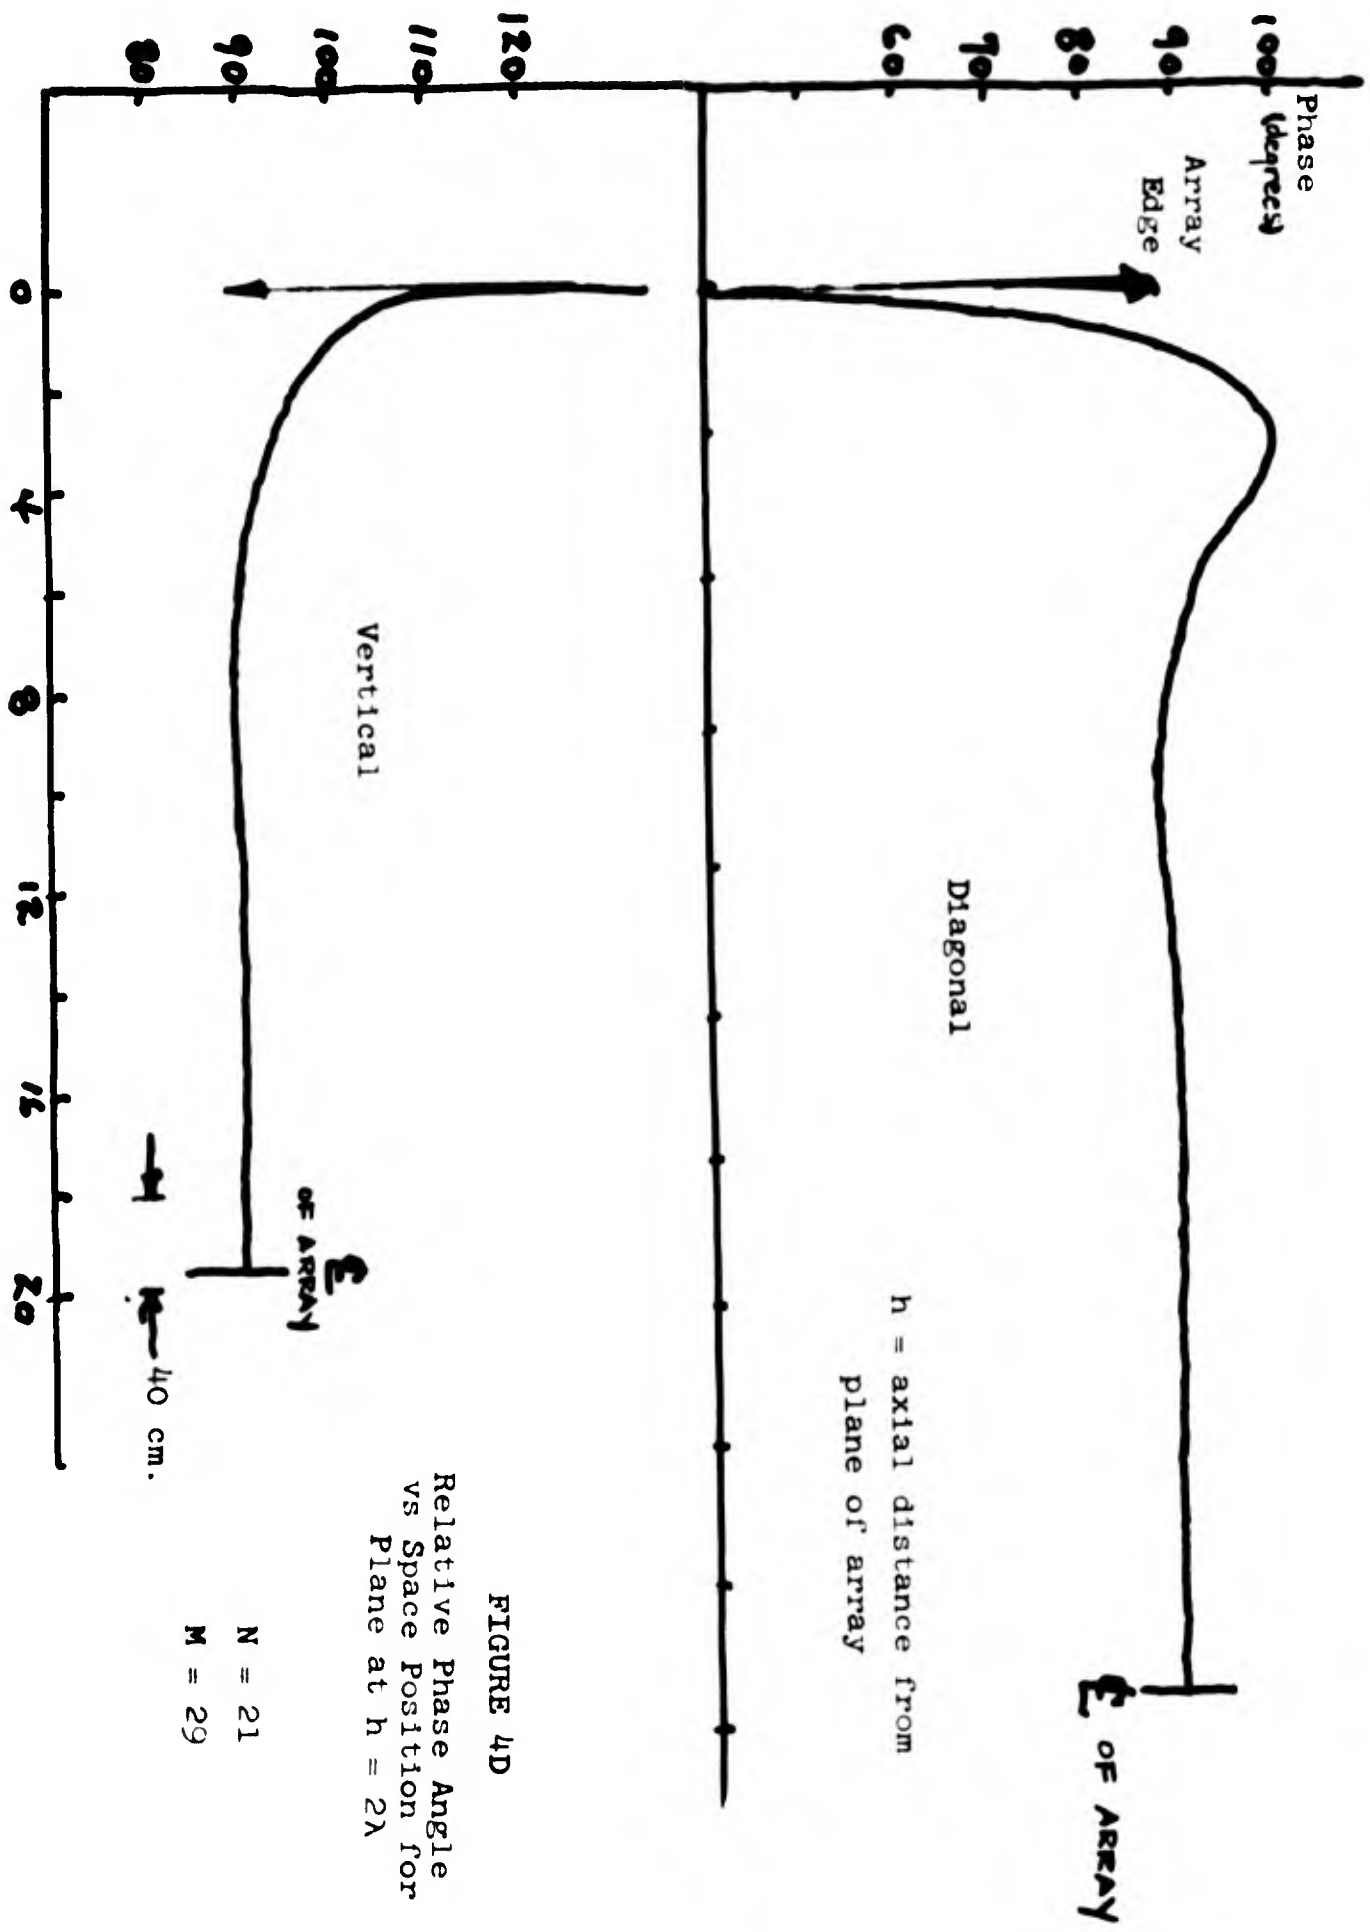 Phase
(degrees)
100
90
80
70
60
Array
Edge
Diagonal
h = axial distance from
plane of array
℄ OF ARRAY
120
110
100
90
80
Vertical
℄
OF ARRAY
40 cm.
0
4
8
12
16
20
FIGURE 4D
Relative Phase Angle
vs Space Position for
Plane at h = 2λ
N = 21
M = 29